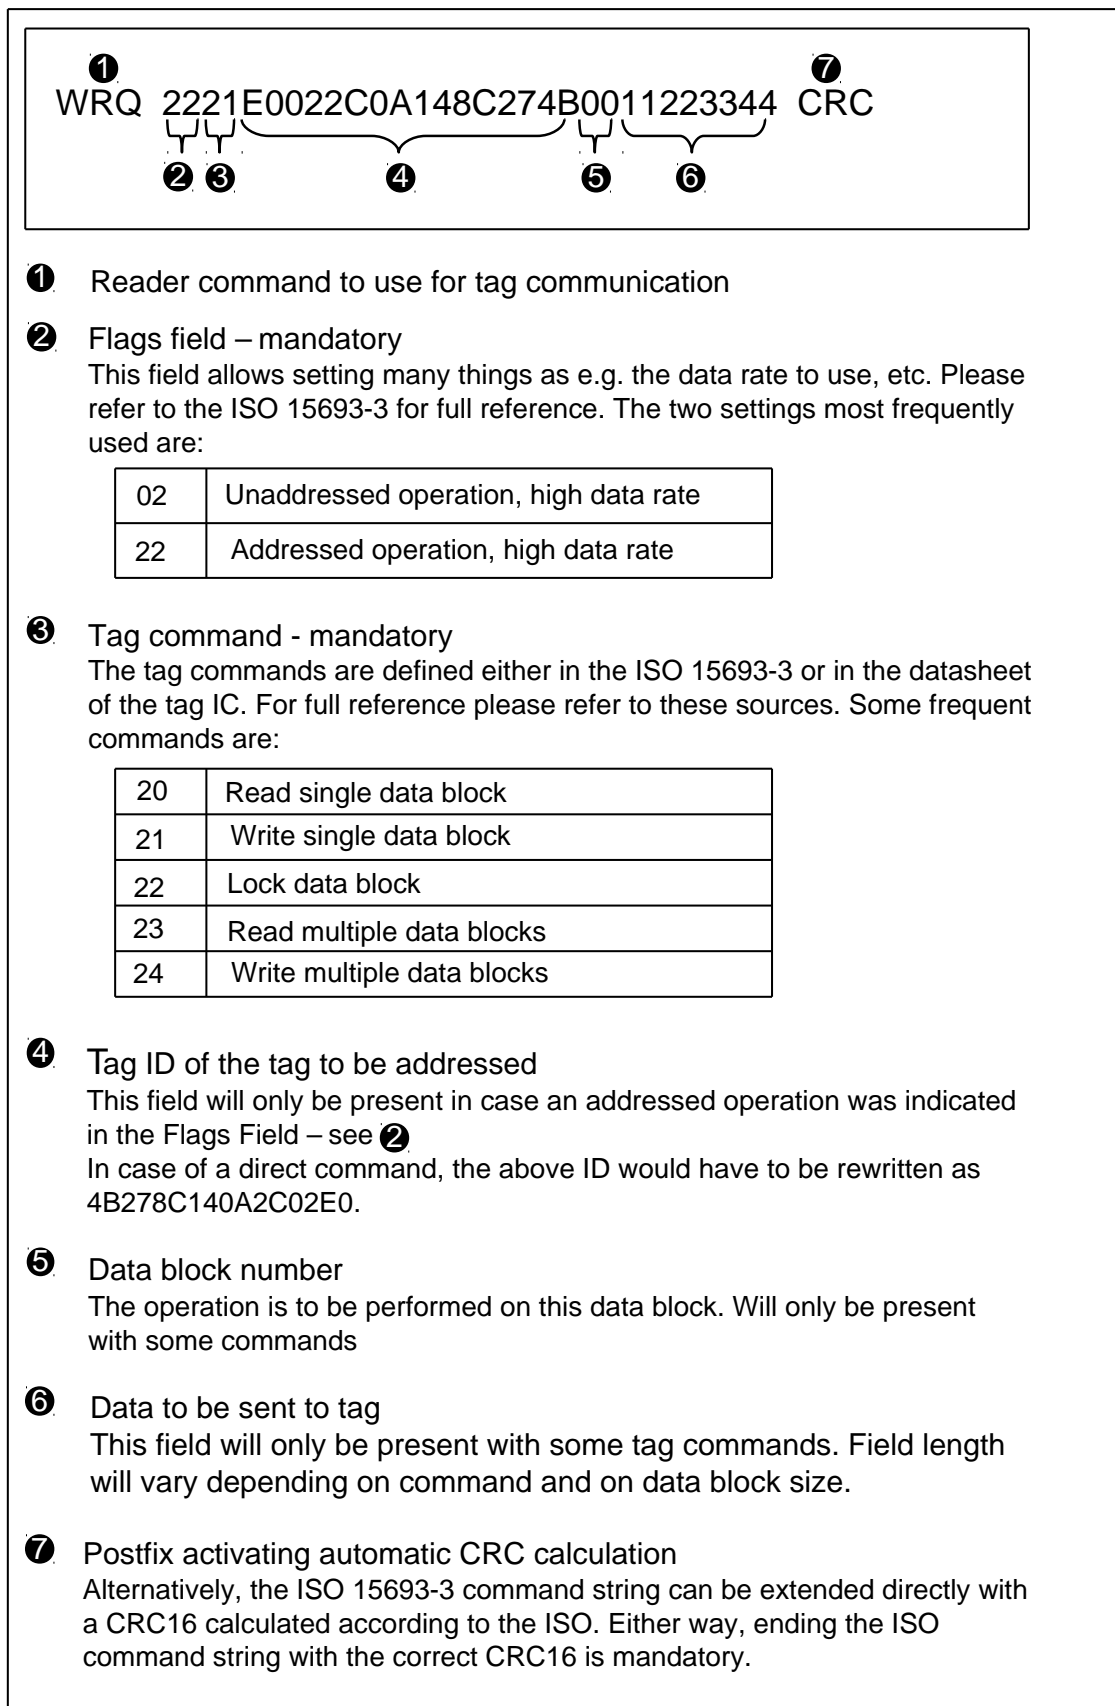 ❶ ❼
WRQ 2221E0022C0A148C274B0011223344 CRC
❷ ❸ ❹ ❺ ❻
❶ Reader command to use for tag communication
❷ Flags field – mandatory
This field allows setting many things as e.g. the data rate to use, etc. Please
refer to the ISO 15693-3 for full reference. The two settings most frequently
used are:
02 Unaddressed operation, high data rate
22 Addressed operation, high data rate
❸ Tag command - mandatory
The tag commands are defined either in the ISO 15693-3 or in the datasheet
of the tag IC. For full reference please refer to these sources. Some frequent
commands are:
20 Read single data block
21 Write single data block
22 Lock data block
23 Read multiple data blocks
24 Write multiple data blocks
❹ Tag ID of the tag to be addressed
This field will only be present in case an addressed operation was indicated
in the Flags Field – see ❷
In case of a direct command, the above ID would have to be rewritten as
4B278C140A2C02E0.
❺ Data block number
The operation is to be performed on this data block. Will only be present
with some commands
❻ Data to be sent to tag
This field will only be present with some tag commands. Field length
will vary depending on command and on data block size.
❼ Postfix activating automatic CRC calculation
Alternatively, the ISO 15693-3 command string can be extended directly with
a CRC16 calculated according to the ISO. Either way, ending the ISO
command string with the correct CRC16 is mandatory.